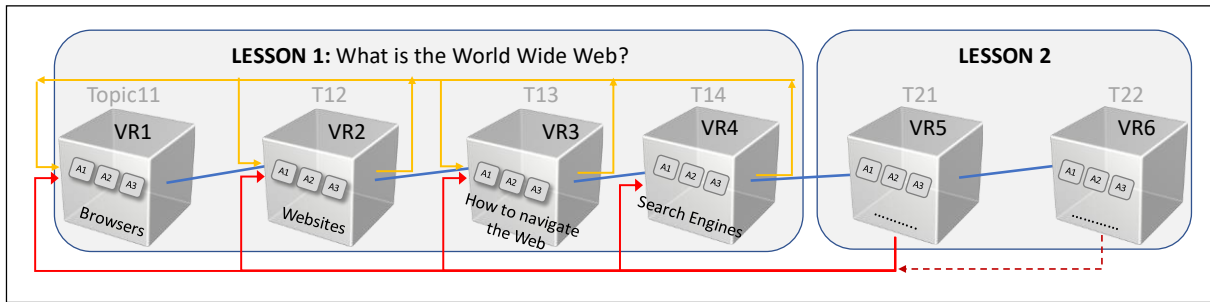 LESSON 1: What is the World Wide Web?
LESSON 2
Topic11
T12
T13
T14
T21
T22
VR1
VR2
VR3
VR4
VR5
VR6
A1 A2 A3
A1 A2 A3
A1 A2 A3
A1 A2 A3
A1 A2 A3
A1 A2 A3
Browsers
Websites
How to navigate
the Web
Search Engines
...........
...........